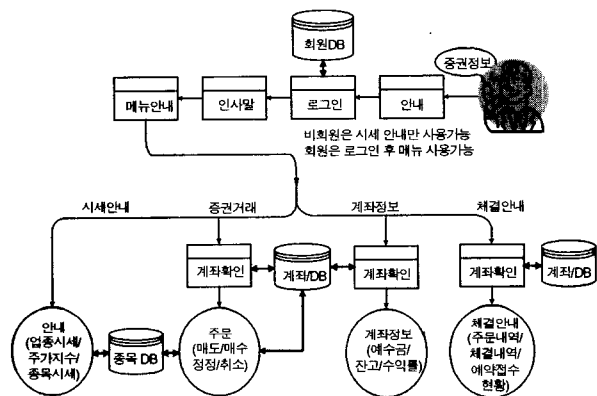 회원DB
증권정보
메뉴안내
인사말
로그인
안내
비회원은 시세 안내만 사용가능
회원은 로그인 후 메뉴 사용가능
시세안내
증권거래
계좌정보
체결안내
계좌확인
계좌/DB
계좌확인
계좌확인
계좌/DB
안내
(업종시세/
주가지수/
종목시세)
종목 DB
주문
(매도/매수
정정/취소)
계좌정보
(예수금/
잔고/수익률)
체결안내
(주문내역/
체결내역/
예약접수
현황)